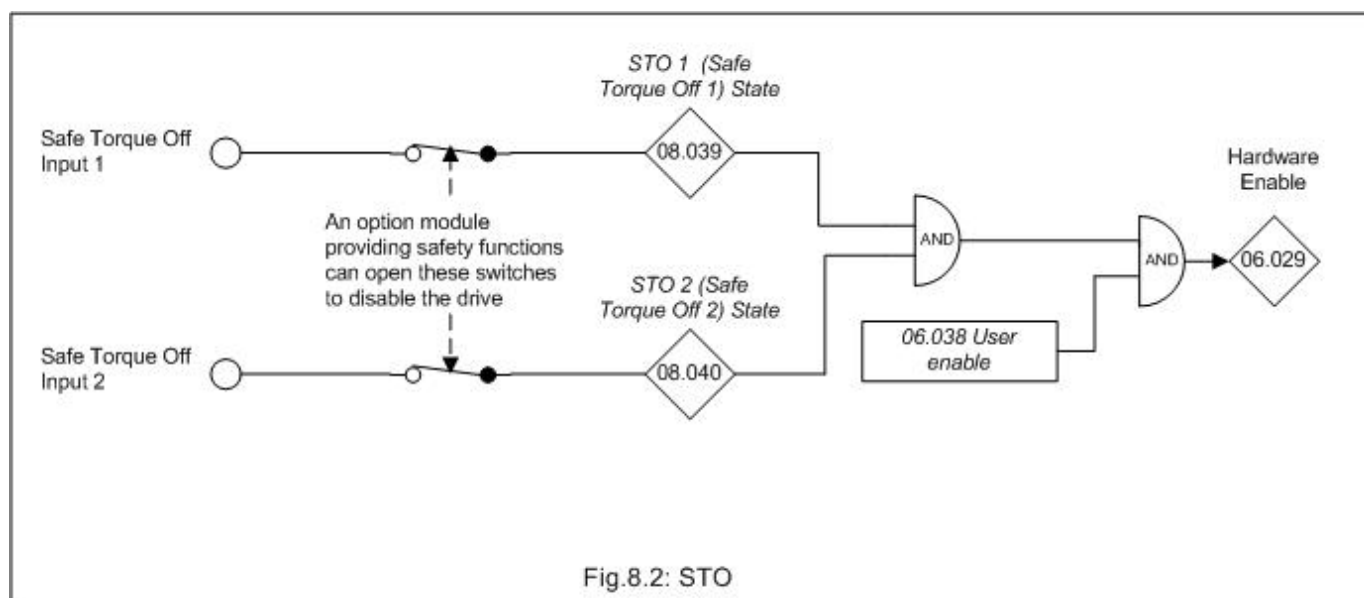 STO 1 (Safe
Torque Off 1) State
Safe Torque Off
Input 1
08.039
Hardware
Enable
An option module
providing safety functions
can open these switches
to disable the drive
AND
AND
06.029
STO 2 (Safe
Torque Off 2) State
06.038 User
enable
Safe Torque Off
Input 2
08.040
Fig.8.2: STO